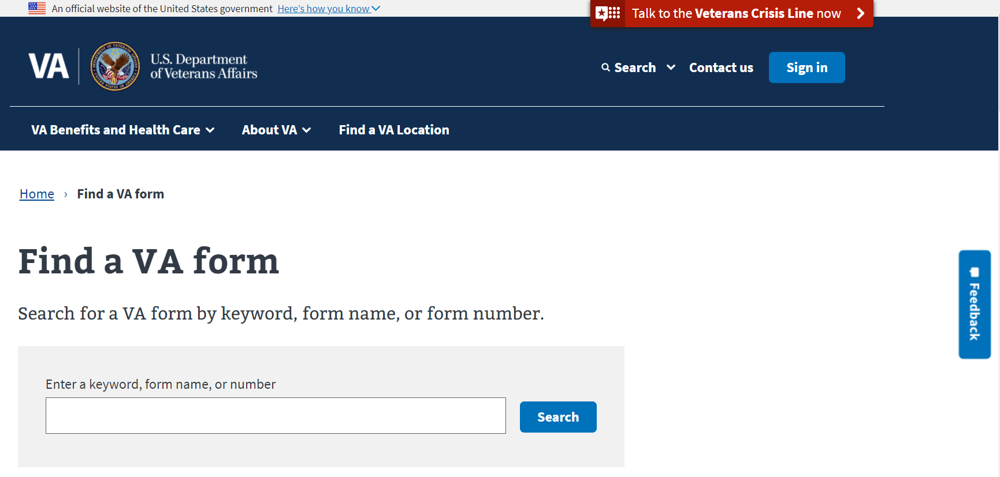 An official website of the United States government Here's how you know
Talk to the Veterans Crisis Line now
VA
U.S. Department
of Veterans Affairs
Search
Contact us
Sign in
VA Benefits and Health Care
About VA
Find a VA Location
Home › Find a VA form
Find a VA form
Search for a VA form by keyword, form name, or form number.
Feedback
Enter a keyword, form name, or number
Search